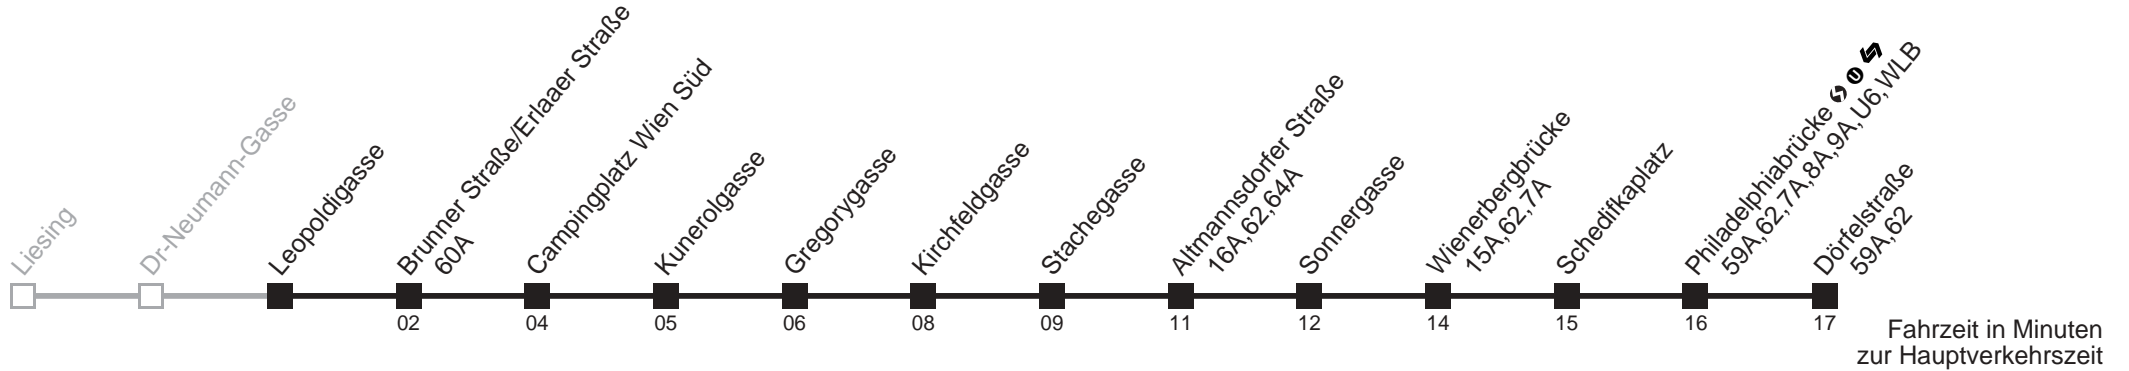 Liesing
Dr-Neumann-Gasse
Leopoldigasse
Brunner Straße/Erlaaer Straße
60A
Campingplatz Wien Süd
Kunerolgasse
Gregorygasse
Kirchfeldgasse
Stachegasse
Altmannsdorfer Straße
16A,62,64A
Sonnergasse
Wienerbergbrücke
15A,62,7A
Schedifkaplatz
Philadelphiabrücke
59A,62,7A,8A,9A,U6,WLB
Dörfelstraße
59A,62
02 04 05 06 08 09 11 12 14 15 16 17
Fahrzeit in Minuten
zur Hauptverkehrszeit